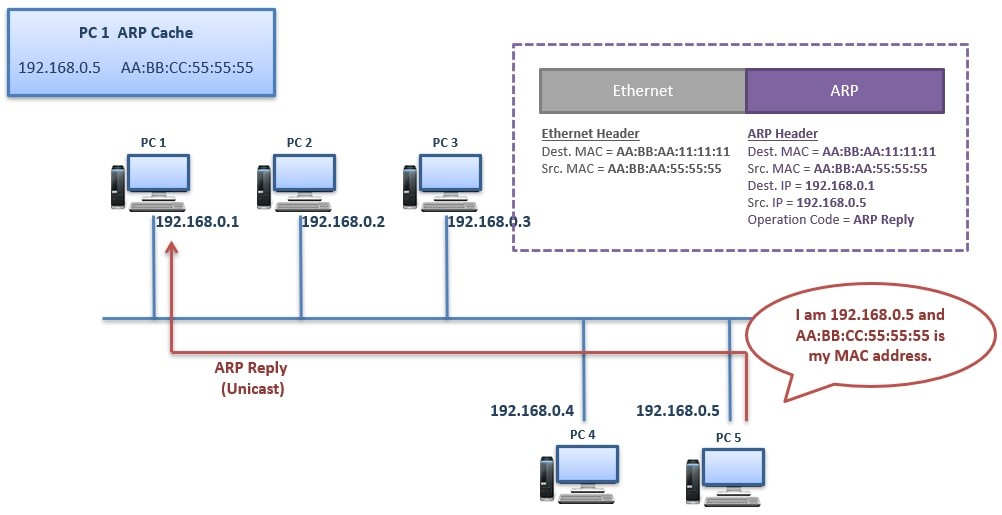 PC 1 ARP Cache
192.168.0.5 AA:BB:CC:55:55:55
Ethernet
ARP
Ethernet Header
Dest. MAC = AA:BB:AA:11:11:11
Src. MAC = AA:BB:AA:55:55:55
ARP Header
Dest. MAC = AA:BB:AA:11:11:11
Src. MAC = AA:BB:AA:55:55:55
Dest. IP = 192.168.0.1
Src. IP = 192.168.0.5
Operation Code = ARP Reply
PC 1
PC 2
PC 3
192.168.0.1
192.168.0.2
192.168.0.3
I am 192.168.0.5 and
AA:BB:CC:55:55:55 is
my MAC address.
ARP Reply
(Unicast)
192.168.0.4
192.168.0.5
PC 4
PC 5